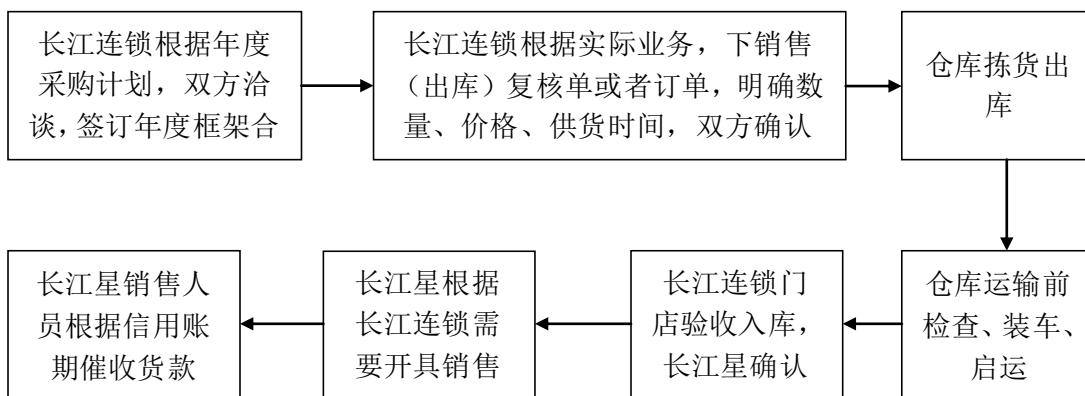 长江连锁根据年度
采购计划，双方洽
谈，签订年度框架合
长江连锁根据实际业务，下销售
（出库）复核单或者订单，明确数
量、价格、供货时间，双方确认
仓库拣货出
库
仓库运输前
检查、装车、
启运
长江连锁门
店验收入库，
长江星确认
长江星根据
长江连锁需
要开具销售
长江星销售人
员根据信用账
期催收货款